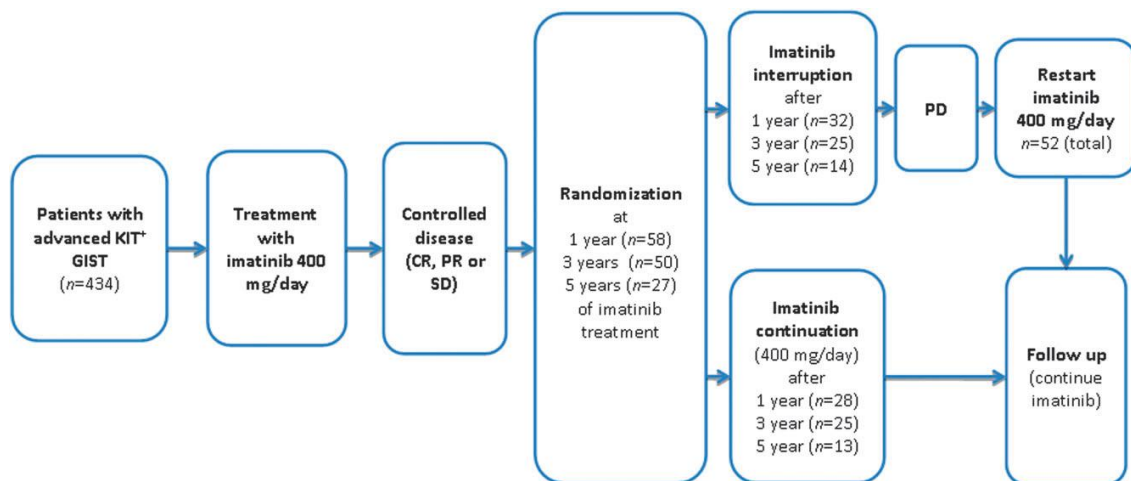 Patients with
advanced KIT⁺
GIST
(n=434)
Treatment
with
imatinib 400
mg/day
Controlled
disease
(CR, PR or
SD)
Randomization
at
1 year (n=58)
3 years (n=50)
5 years (n=27)
of imatinib
treatment
Imatinib
interruption
after
1 year (n=32)
3 year (n=25)
5 year (n=14)
PD
Restart
imatinib
400 mg/day
n=52 (total)
Imatinib
continuation
(400 mg/day)
after
1 year (n=28)
3 year (n=25)
5 year (n=13)
Follow up
(continue
imatinib)